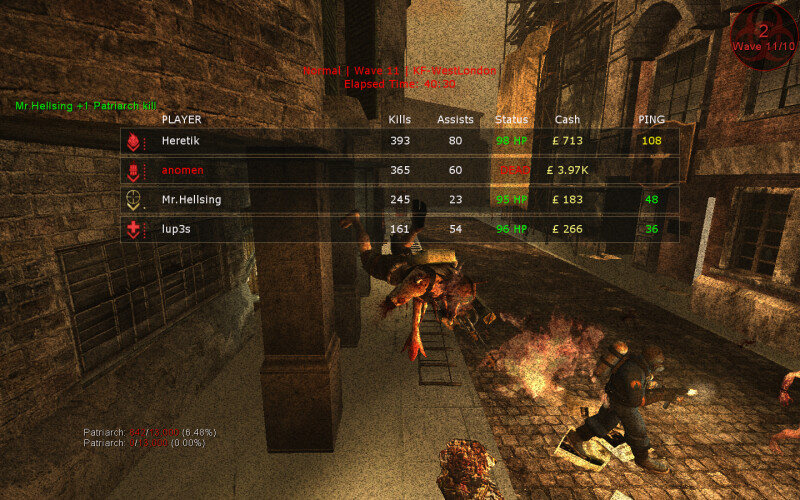 2
Wave 11/10
Normal | Wave 11 | KF-WestLondon
Elapsed Time: 40:30
Mr.Hellsing +1 Patriarch kill
PLAYER Kills Assists Status Cash PING
Heretik 393 80 98 HP £ 713 108
anomen 365 60 DEAD £ 3.97K
Mr.Hellsing 245 23 95 HP £ 183 48
lup3s 161 54 96 HP £ 266 36
Patriarch: (6.48%)
Patriarch: (0.00%)